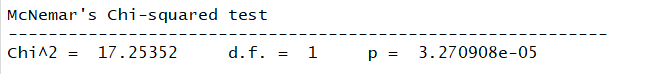 McNemar's Chi-squared test
------------------------------------------------------------
Chi^2 =  17.25352     d.f. =  1     p =  3.270908e-05